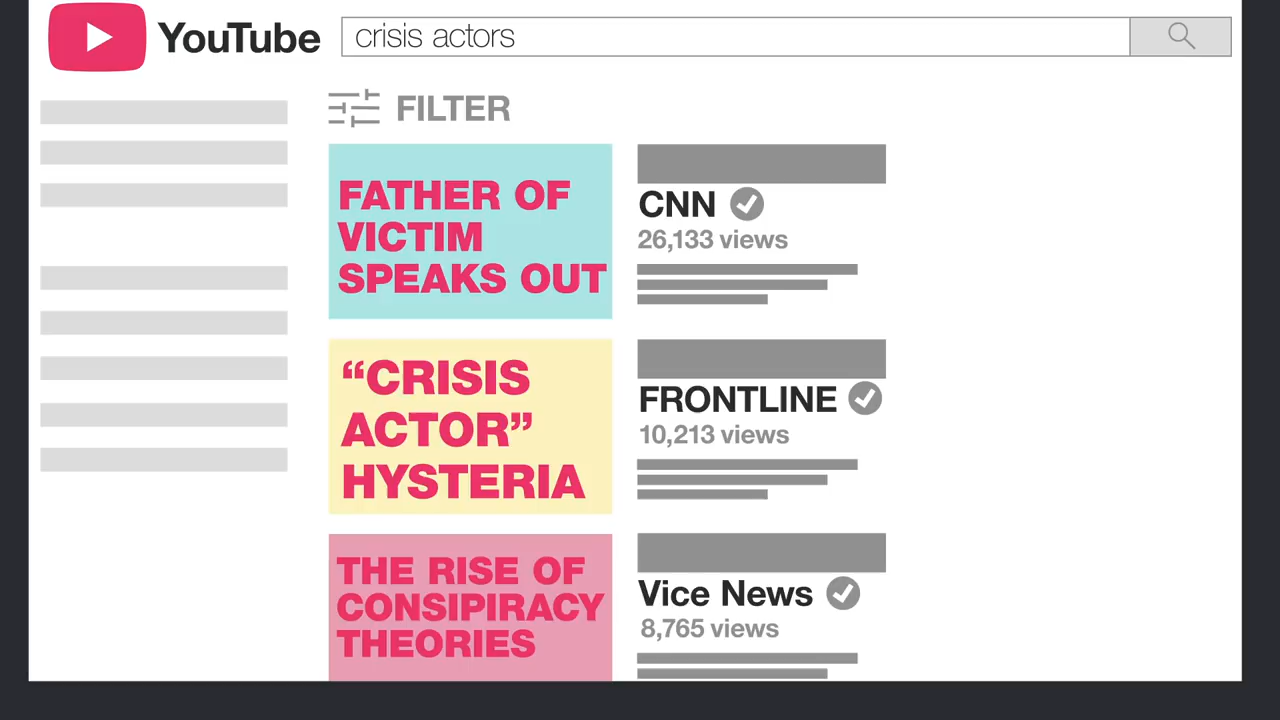 YouTube
crisis actors
FILTER
FATHER OF
VICTIM
SPEAKS OUT
CNN
26,133 views
“CRISIS
ACTOR”
HYSTERIA
FRONTLINE
10,213 views
THE RISE OF
CONSIPIRACY
THEORIES
Vice News
8,765 views